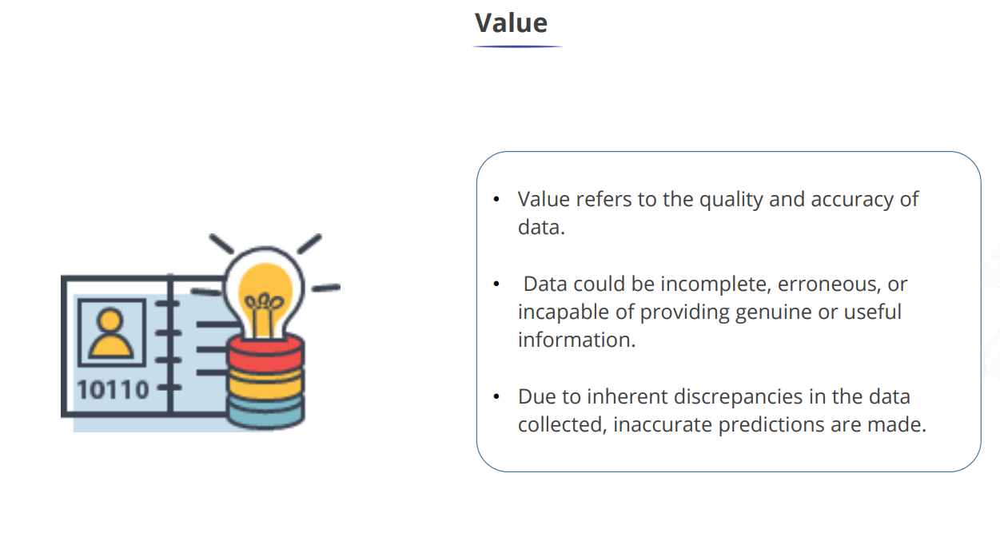 Value
• Value refers to the quality and accuracy of
data.
• Data could be incomplete, erroneous, or
incapable of providing genuine or useful
information.
• Due to inherent discrepancies in the data
collected, inaccurate predictions are made.
10110